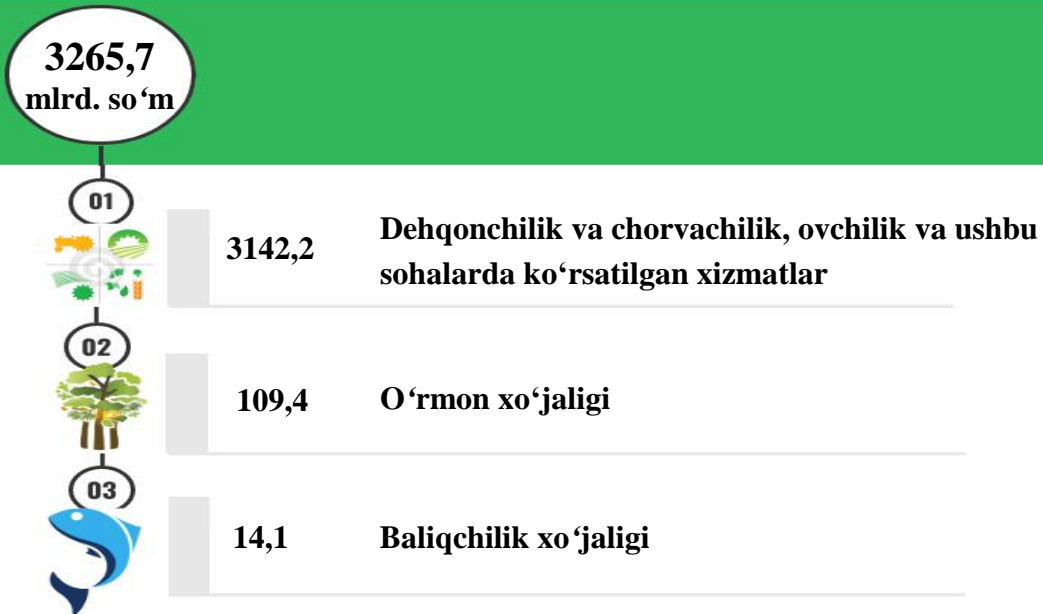 3265,7
mlrd. so‘m
01
3142,2
Dehqonchilik va chorvachilik, ovchilik va ushbu
sohalarda ko‘rsatilgan xizmatlar
02
109,4
O‘rmon xo‘jaligi
03
14,1
Baliqchilik xo‘jaligi